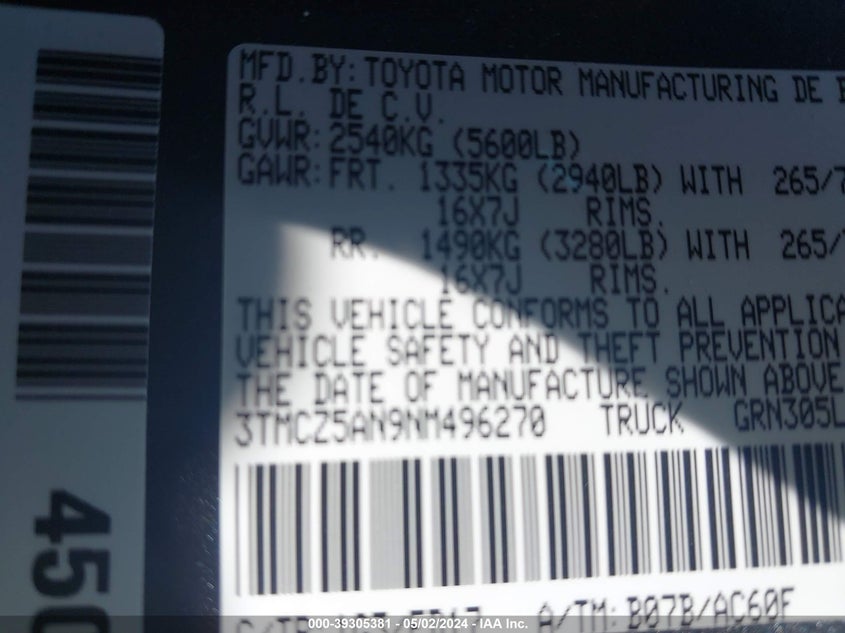 MFD.BY: TOYOTA MOTOR MANUFACTURING DE
R.L. DE C.V.
GVWR: 2540KG (5600LB)
GAWR: FRT. 1335KG (2940LB) WITH 265/7
16X7J RIMS.
RR. 1490KG (3280LB) WITH 265/7
16X7J RIMS.
THIS VEHICLE CONFORMS TO ALL APPLICA
VEHICLE SAFETY AND THEFT PREVENTION
THE DATE OF MANUFACTURE SHOWN ABOVE
3TMCZ5AN9NM496270 TRUCK GRN305L
A/TM: B07B/AC60F
450
000-39305381 - 05/02/2024 - IAA Inc.